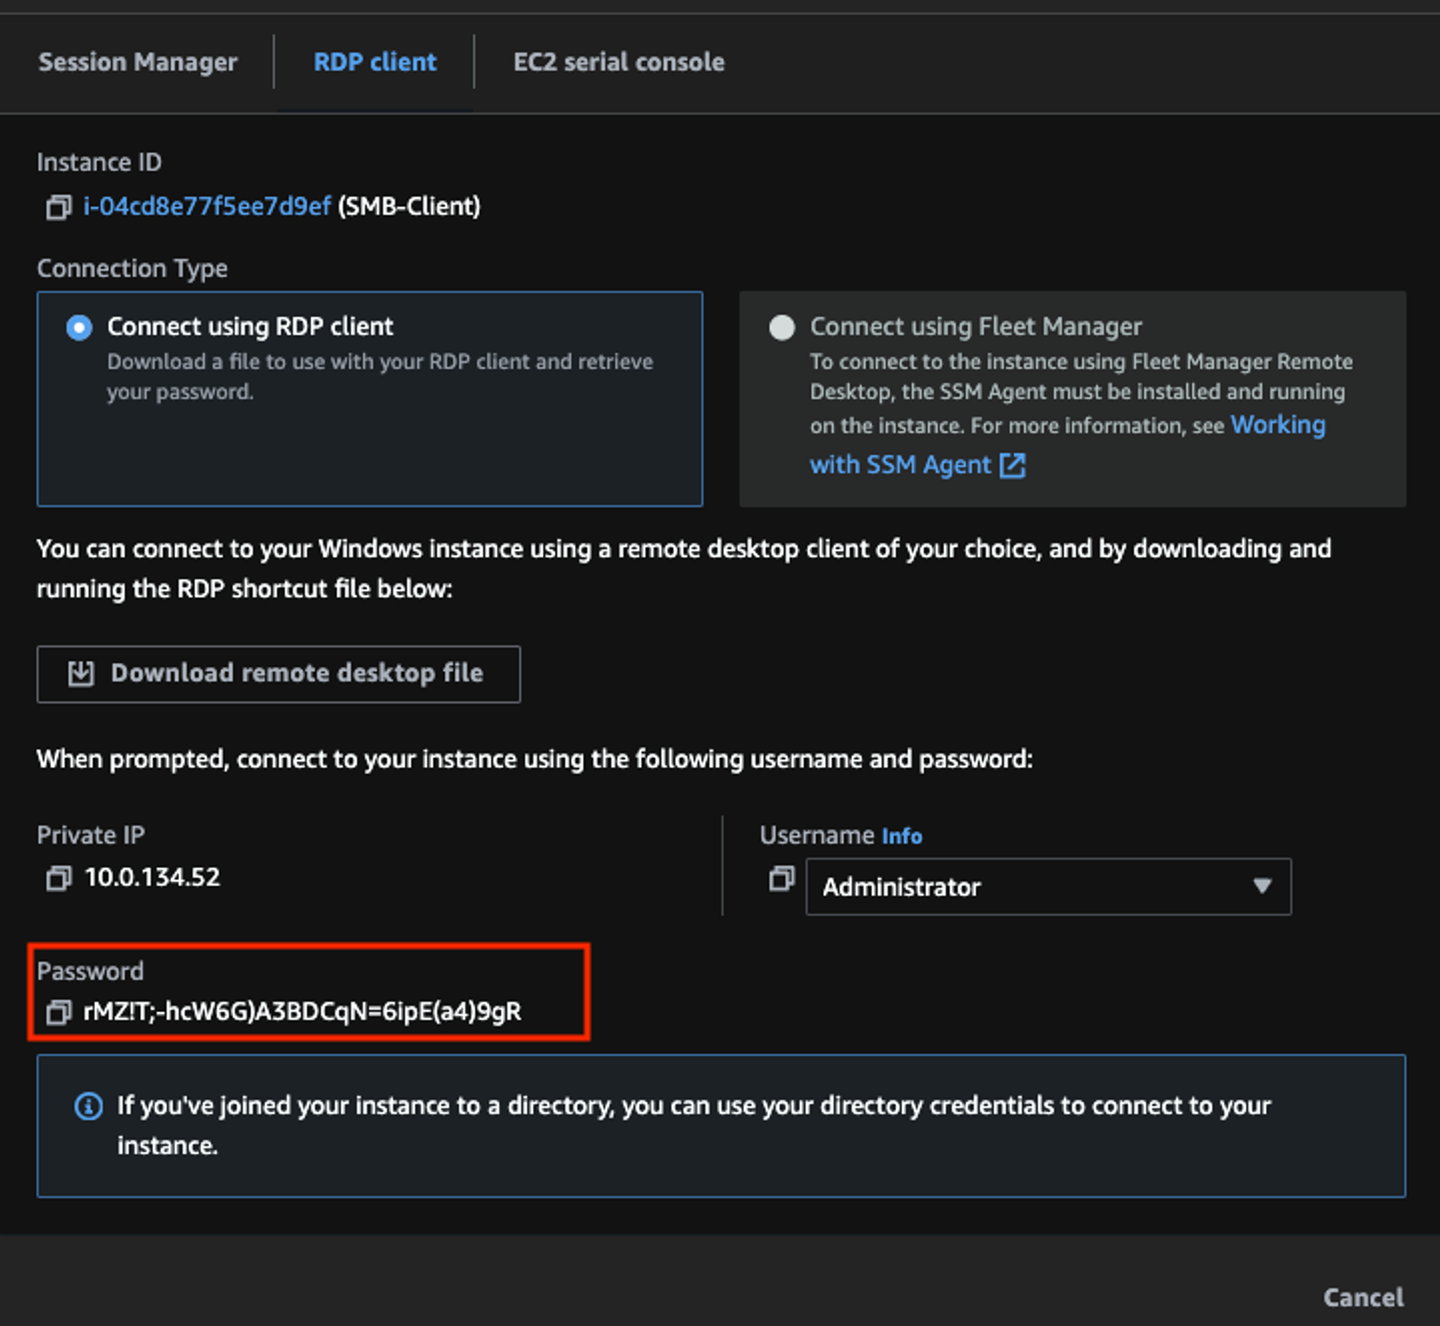 Session Manager
RDP client
EC2 serial console
Instance ID
i-04cd8e77f5ee7d9ef (SMB-Client)
Connection Type
Connect using RDP client
Download a file to use with your RDP client and retrieve
your password.
Connect using Fleet Manager
To connect to the instance using Fleet Manager Remote
Desktop, the SSM Agent must be installed and running
on the instance. For more information, see Working
with SSM Agent
You can connect to your Windows instance using a remote desktop client of your choice, and by downloading and
running the RDP shortcut file below:
Download remote desktop file
When prompted, connect to your instance using the following username and password:
Private IP
10.0.134.52
Username Info
Administrator
Password
rMZ!T;-hcW6G)A3BDCqN=6ipE(a4)9gR
If you've joined your instance to a directory, you can use your directory credentials to connect to your
instance.
Cancel